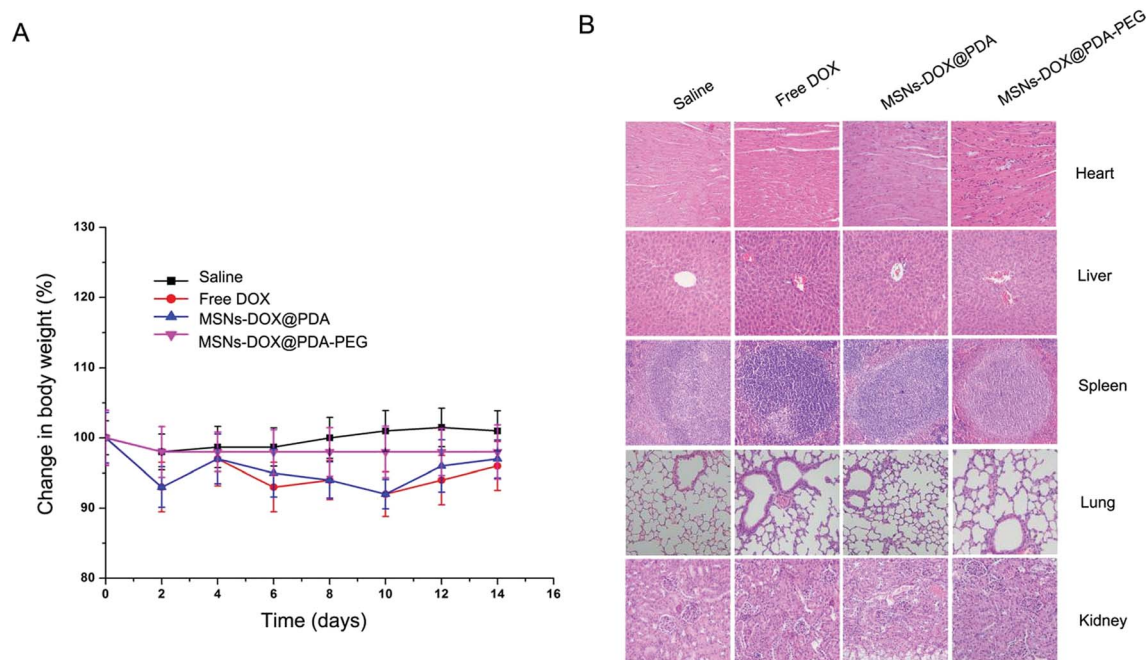 A
Change in body weight (%)
130
120
110
100
90
80
Saline
Free DOX
MSNs-DOX@PDA
MSNs-DOX@PDA-PEG
0 2 4 6 8 10 12 14 16
Time (days)
B
Saline Free DOX MSNs-DOX@PDA MSNs-DOX@PDA-PEG
Heart
Liver
Spleen
Lung
Kidney